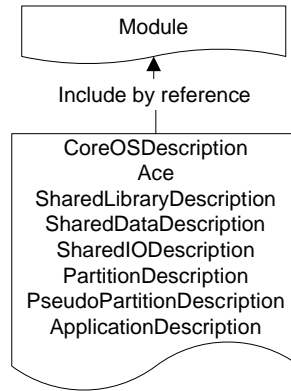 Module
Include by reference
CoreOSDescription
Ace
SharedLibraryDescription
SharedDataDescription
SharedIODescription
PartitionDescription
PseudoPartitionDescription
ApplicationDescription